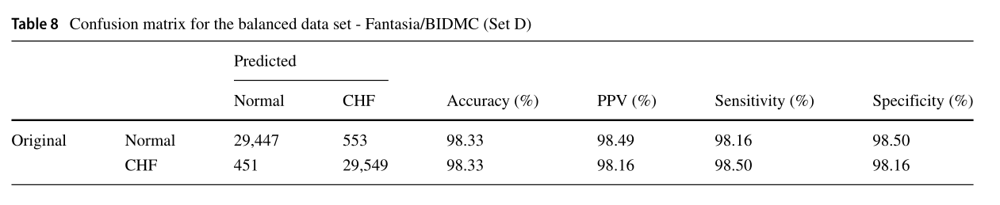 Table 8 Confusion matrix for the balanced data set - Fantasia/BIDMC (Set D)
Predicted
Normal CHF Accuracy (%) PPV (%) Sensitivity (%) Specificity (%)
Original Normal 29,447 553 98.33 98.49 98.16 98.50
CHF 451 29,549 98.33 98.16 98.50 98.16